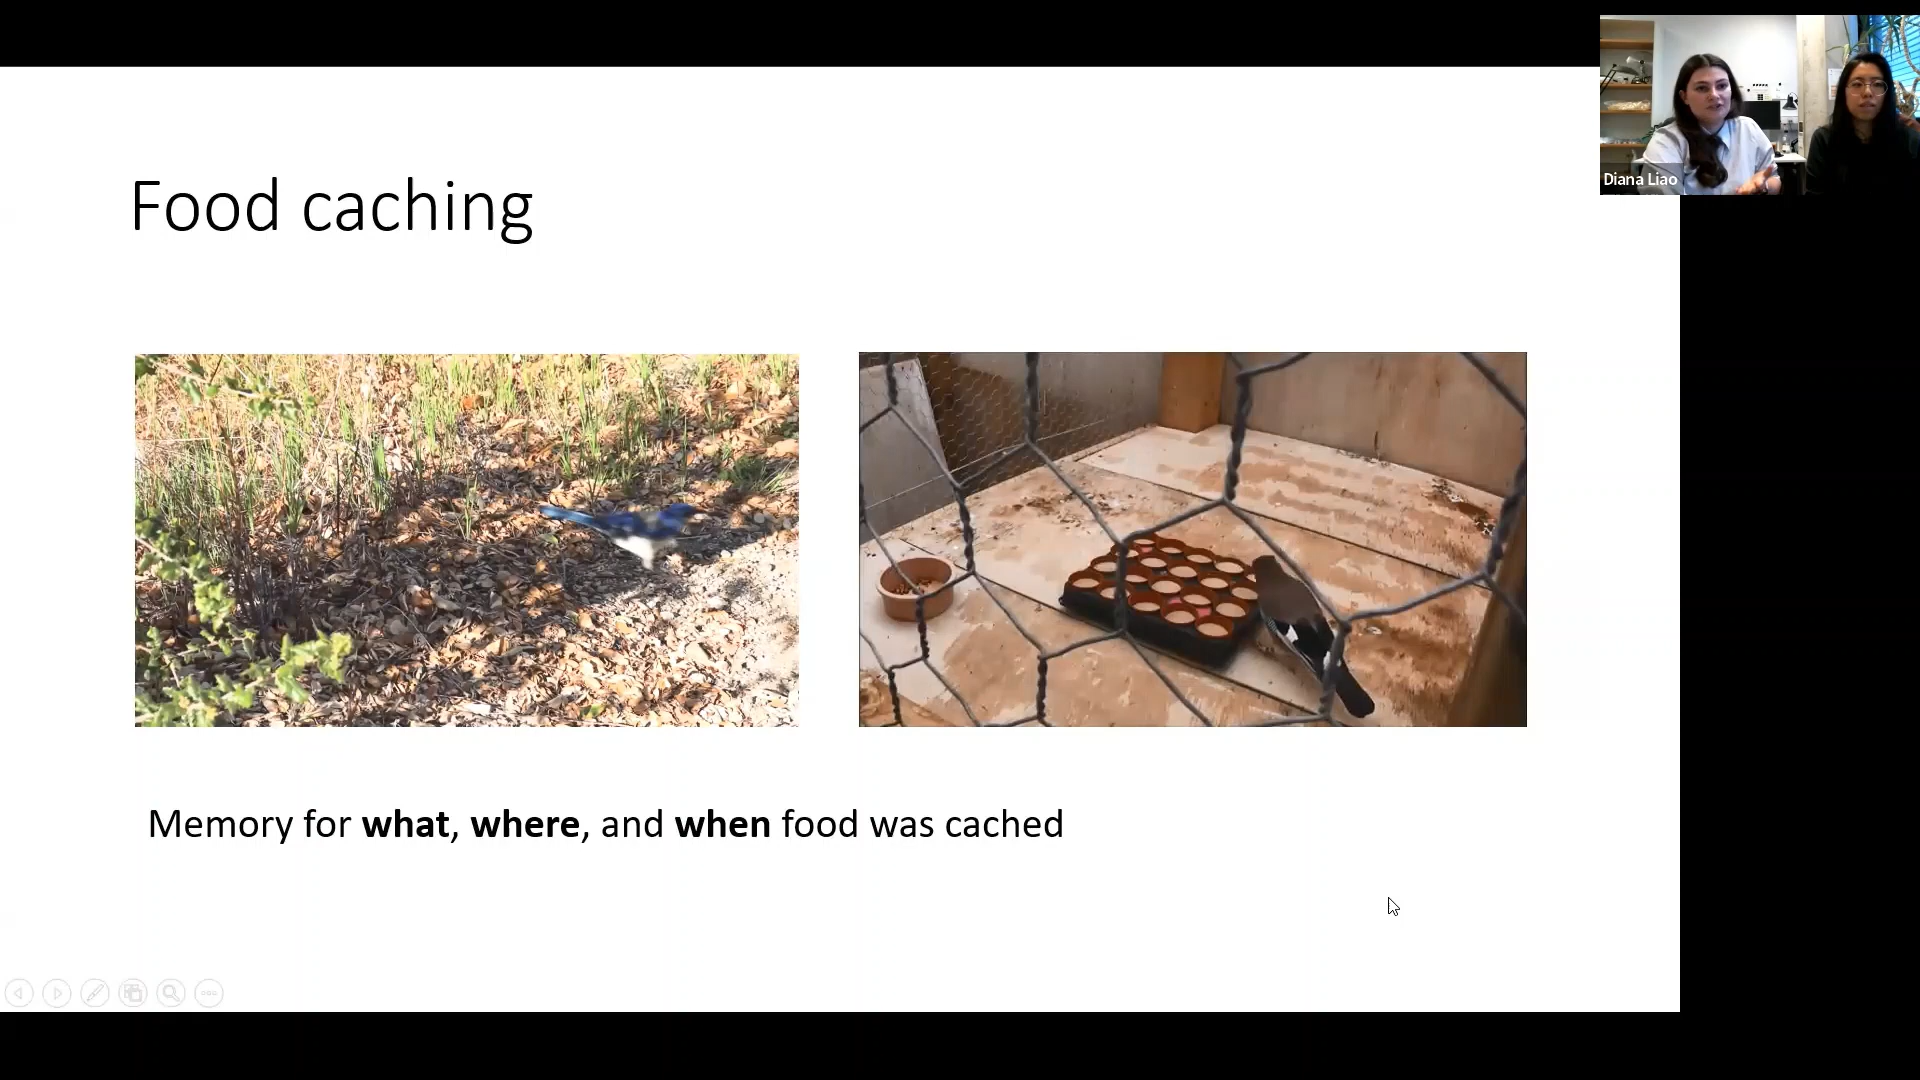 Diana Liao
Food caching
Memory for what, where, and when food was cached